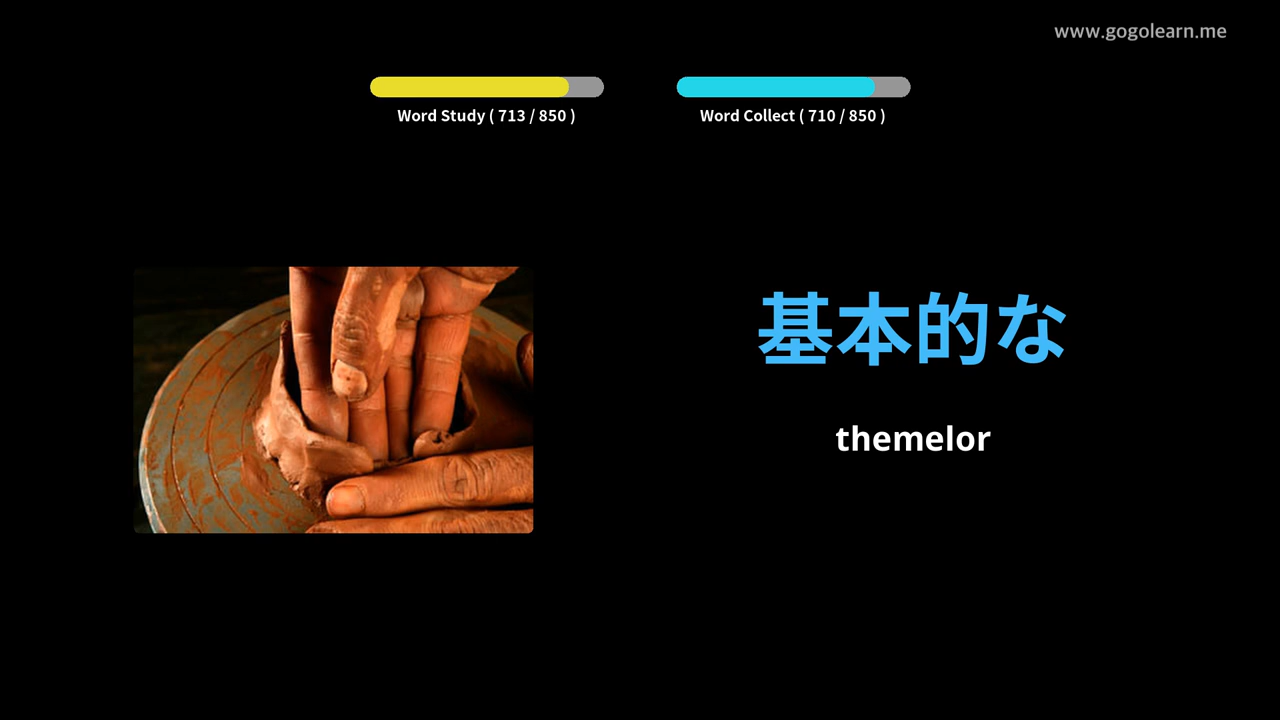 www.gogolearn.me
Word Study ( 713 / 850 )
Word Collect ( 710 / 850 )
基本的な
themelor